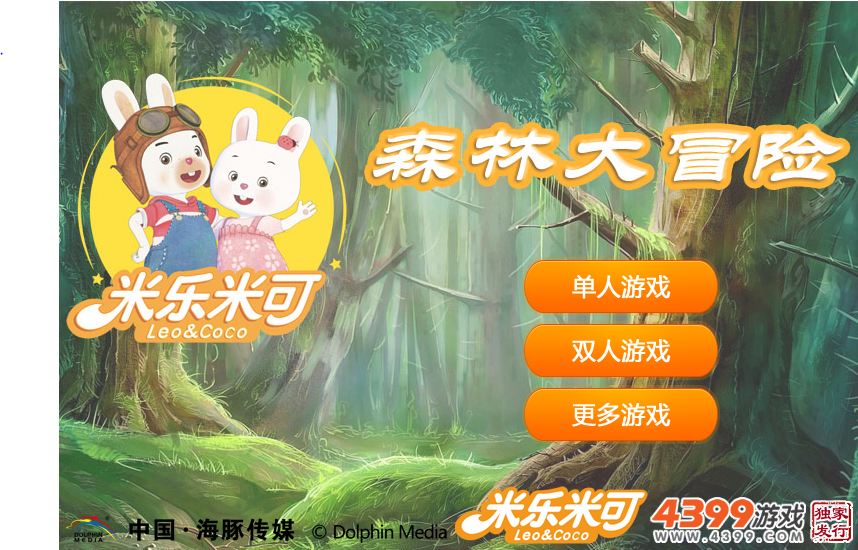 森林大冒险
米乐米可
Leo&Coco
单人游戏
双人游戏
更多游戏
DOLPHIN
MEDIA
中国·海豚传媒
© Dolphin Media
米乐米可
Leo&Coco
4399游戏
www.4399.com
独家
发行